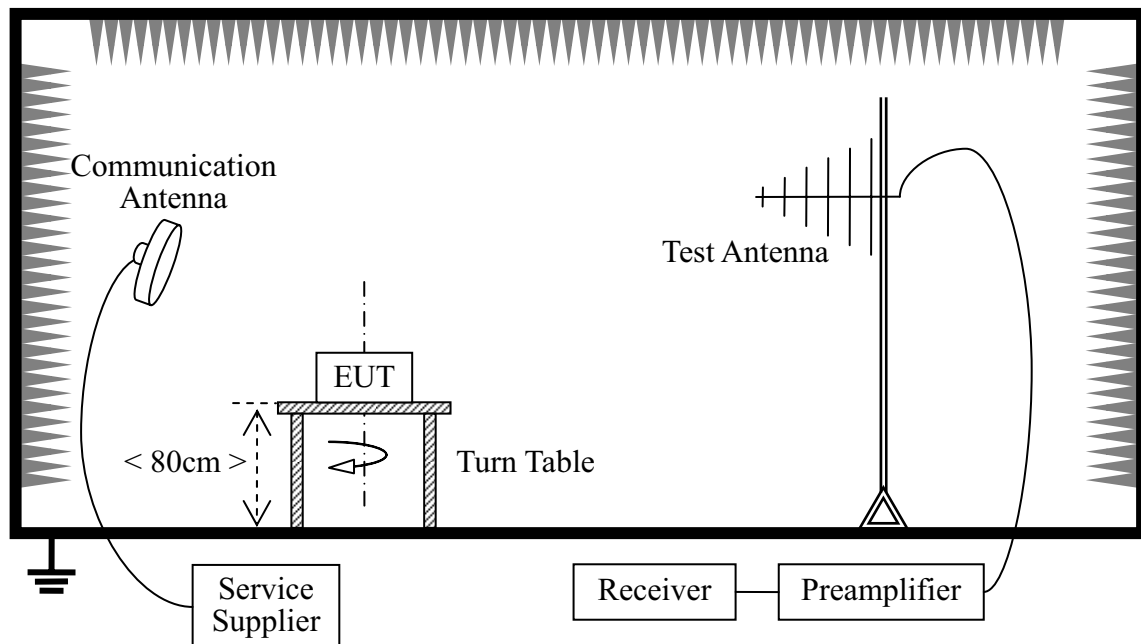 Communication
Antenna
Test Antenna
EUT
< 80cm >
Turn Table
Service
Supplier
Receiver
Preamplifier